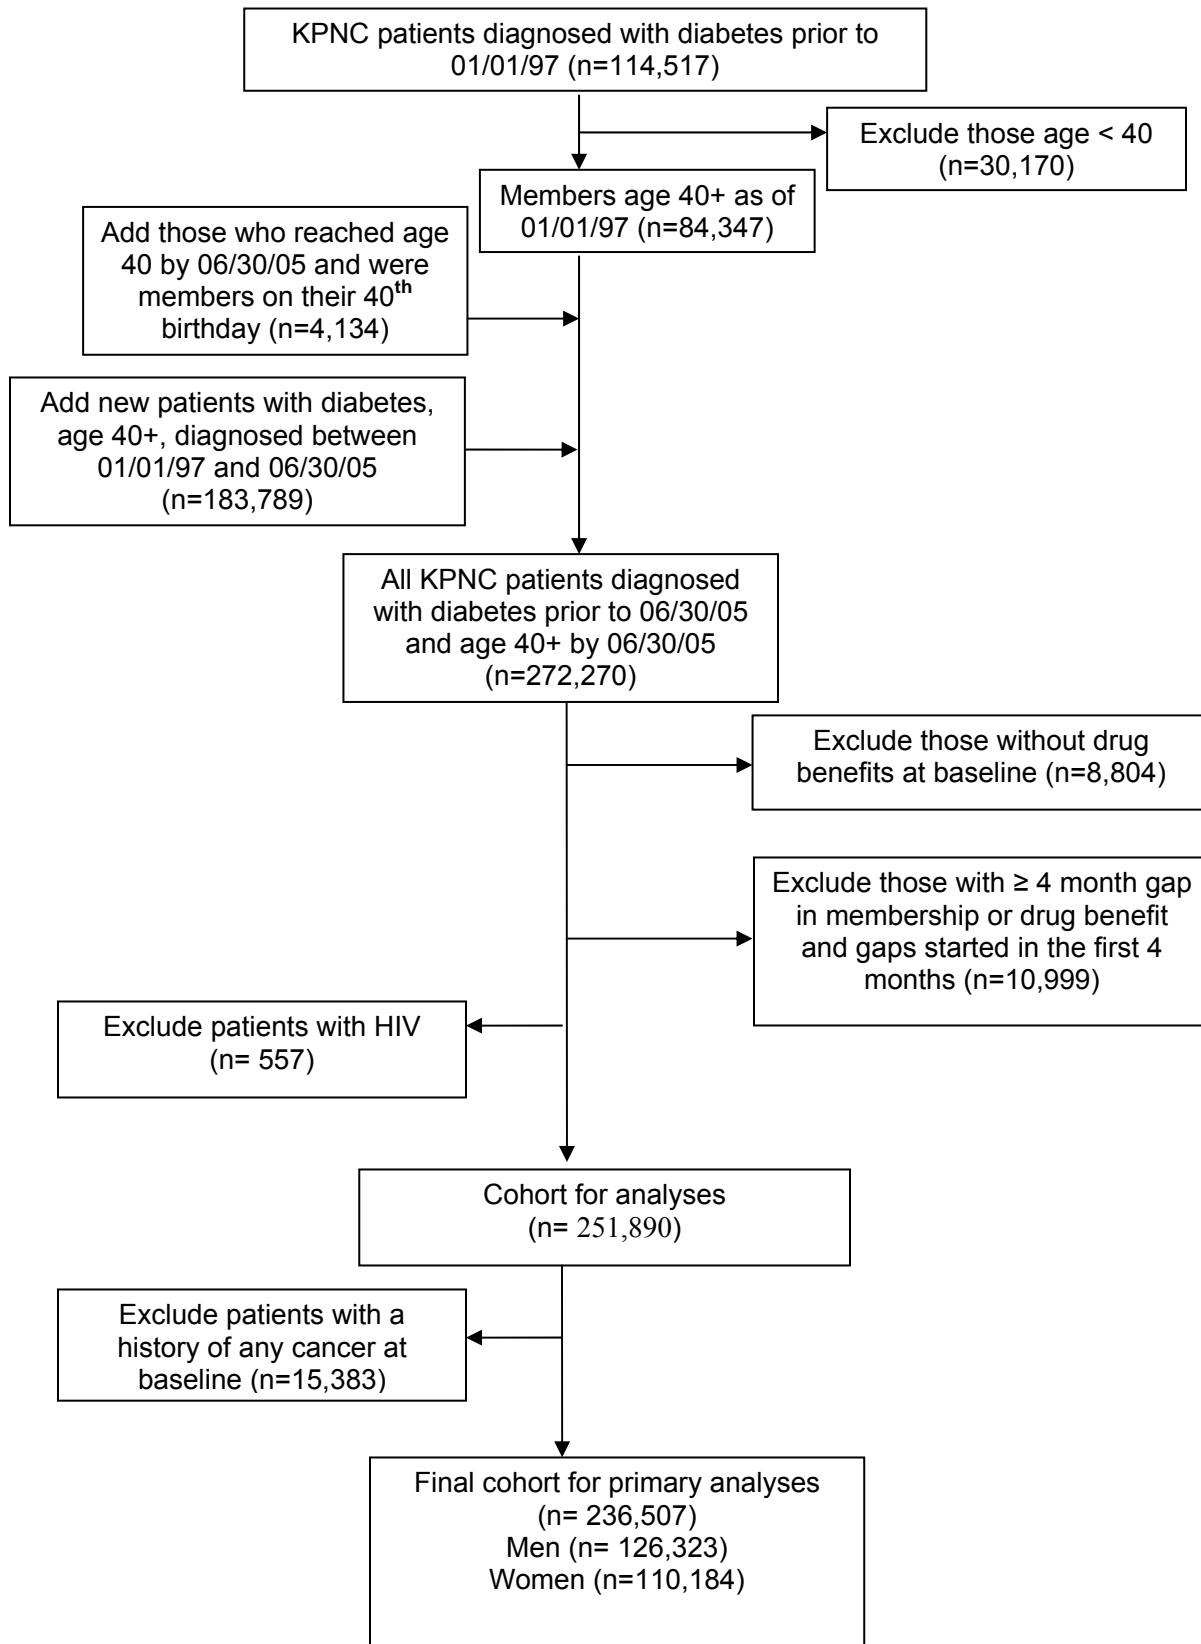 KPNC patients diagnosed with diabetes prior to
01/01/97 (n=114,517)
Exclude those age < 40
(n=30,170)
Members age 40+ as of
01/01/97 (n=84,347)
Add those who reached age
40 by 06/30/05 and were
members on their 40th
birthday (n=4,134)
Add new patients with diabetes,
age 40+, diagnosed between
01/01/97 and 06/30/05
(n=183,789)
All KPNC patients diagnosed
with diabetes prior to 06/30/05
and age 40+ by 06/30/05
(n=272,270)
Exclude those without drug
benefits at baseline (n=8,804)
Exclude those with ≥ 4 month gap
in membership or drug benefit
and gaps started in the first 4
months (n=10,999)
Exclude patients with HIV
(n= 557)
Cohort for analyses
(n= 251,890)
Exclude patients with a
history of any cancer at
baseline (n=15,383)
Final cohort for primary analyses
(n= 236,507)
Men (n= 126,323)
Women (n=110,184)